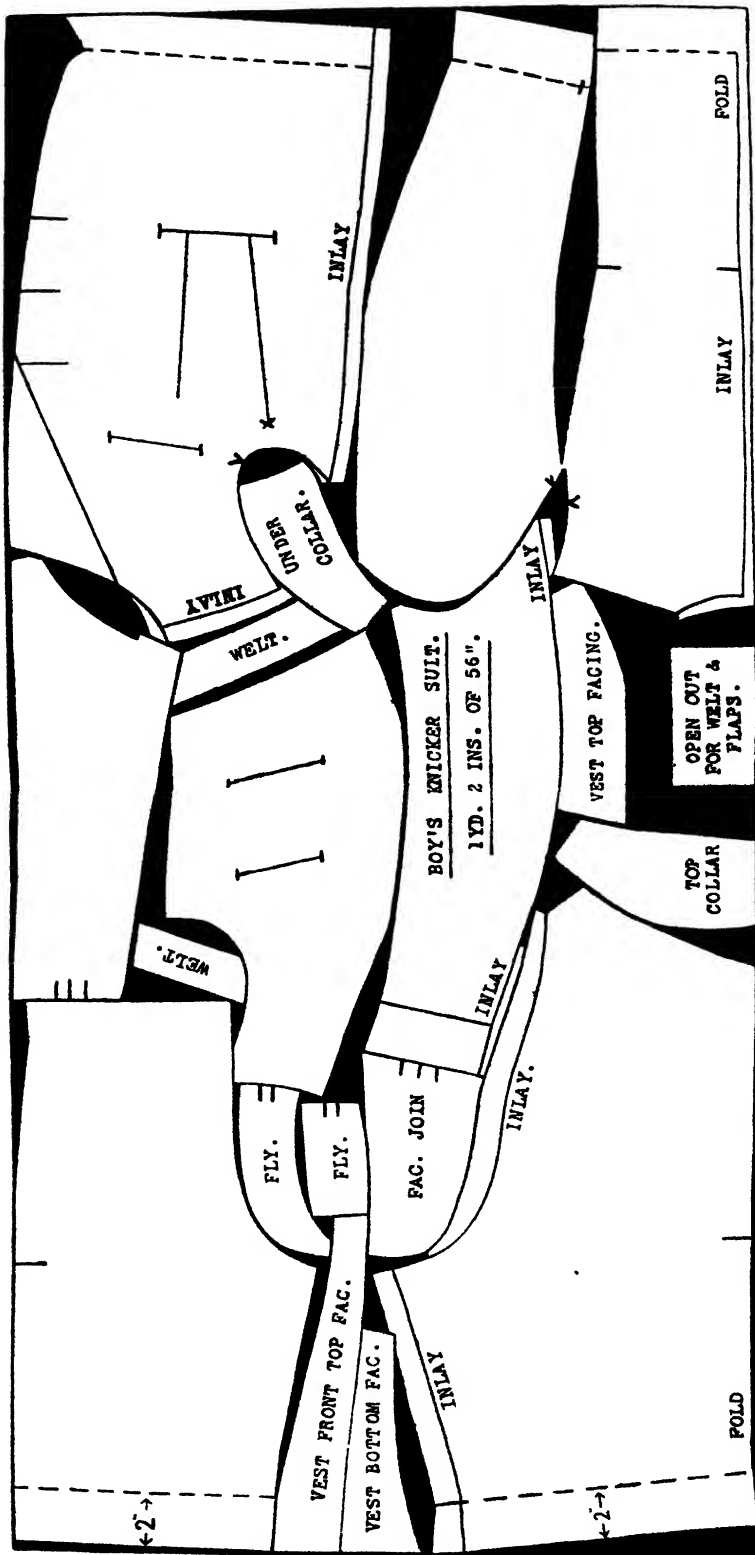 2"
WELT.
INLAY
WELT.
FLY.
UNDER
COLLAR.
INLAY
VEST FRONT TOP FAC.
FLY.
VEST BOTTOM FAC.
FAC. JOIN
BOY'S KNICKER SUIT.
1YD. 2 INS. OF 56".
INLAY
INLAY
INLAY.
INLAY
VEST TOP FACING.
2"
OPEN CUT
FOR WELT &
FLAPS.
TOP
COLLAR
INLAY
FOLD
FOLD